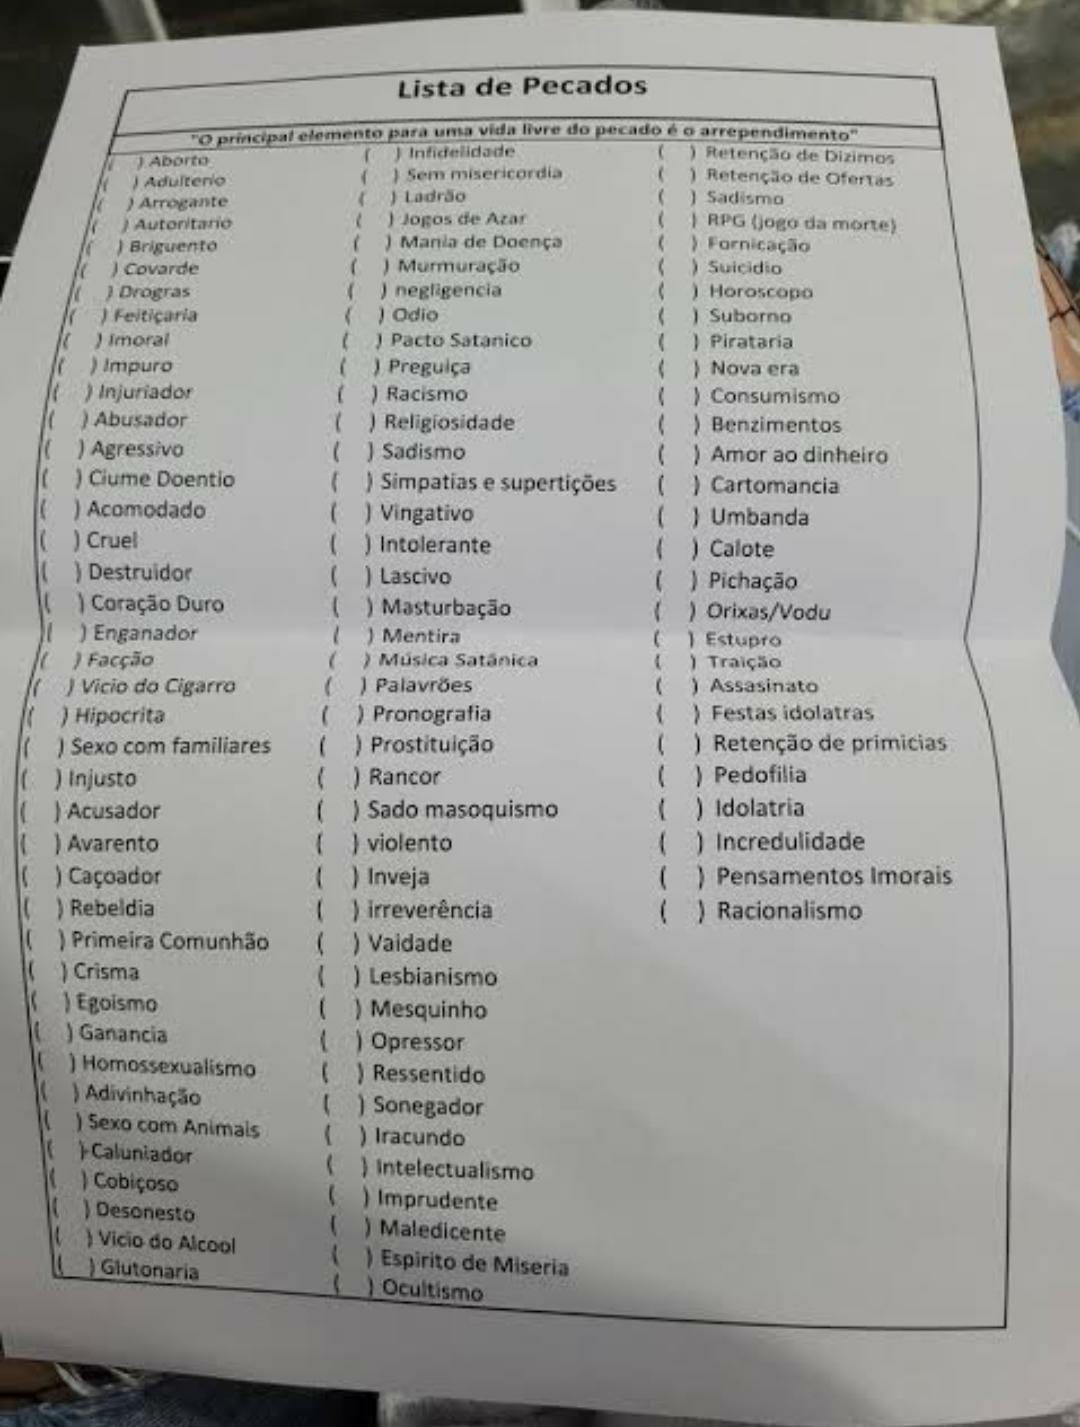 Lista de Pecados
"O principal elemento para uma vida livre do pecado é o arrependimento"
( ) Aborto
( ) Adulterio
( ) Arrogante
( ) Autoritario
( ) Briguento
( ) Covarde
( ) Drogras
( ) Feitiçaria
( ) Imoral
( ) Impuro
( ) Injuriador
( ) Abusador
( ) Agressivo
( ) Ciume Doentio
( ) Acomodado
( ) Cruel
( ) Destruidor
( ) Coração Duro
( ) Enganador
( ) Facção
( ) Vicio do Cigarro
( ) Hipocrita
( ) Sexo com familiares
( ) Injusto
( ) Acusador
( ) Avarento
( ) Caçoador
( ) Rebeldia
( ) Primeira Comunhão
( ) Crisma
( ) Egoismo
( ) Ganancia
( ) Homossexualismo
( ) Adivinhação
( ) Sexo com Animais
( ) Caluniador
( ) Cobiçoso
( ) Desonesto
( ) Vicio do Alcool
( ) Glutonaria
( ) Infidelidade
( ) Sem misericordia
( ) Ladrão
( ) Jogos de Azar
( ) Mania de Doença
( ) Murmuração
( ) negligencia
( ) Odio
( ) Pacto Satanico
( ) Preguiça
( ) Racismo
( ) Religiosidade
( ) Sadismo
( ) Simpatias e supertições
( ) Vingativo
( ) Intolerante
( ) Lascivo
( ) Masturbação
( ) Mentira
( ) Música Satânica
( ) Palavrões
( ) Pronografia
( ) Prostituição
( ) Rancor
( ) Sado masoquismo
( ) violento
( ) Inveja
( ) irreverência
( ) Vaidade
( ) Lesbianismo
( ) Mesquinho
( ) Opressor
( ) Ressentido
( ) Sonegador
( ) Iracundo
( ) Intelectualismo
( ) Imprudente
( ) Maledicente
( ) Espirito de Miseria
( ) Ocultismo
( ) Retenção de Dizimos
( ) Retenção de Ofertas
( ) Sadismo
( ) RPG (jogo da morte)
( ) Fornicação
( ) Suicidio
( ) Horoscopo
( ) Suborno
( ) Pirataria
( ) Nova era
( ) Consumismo
( ) Benzimentos
( ) Amor ao dinheiro
( ) Cartomancia
( ) Umbanda
( ) Calote
( ) Pichação
( ) Orixas/Vodu
( ) Estupro
( ) Traição
( ) Assasinato
( ) Festas idolatras
( ) Retenção de primicias
( ) Pedofilia
( ) Idolatria
( ) Incredulidade
( ) Pensamentos Imorais
( ) Racionalismo